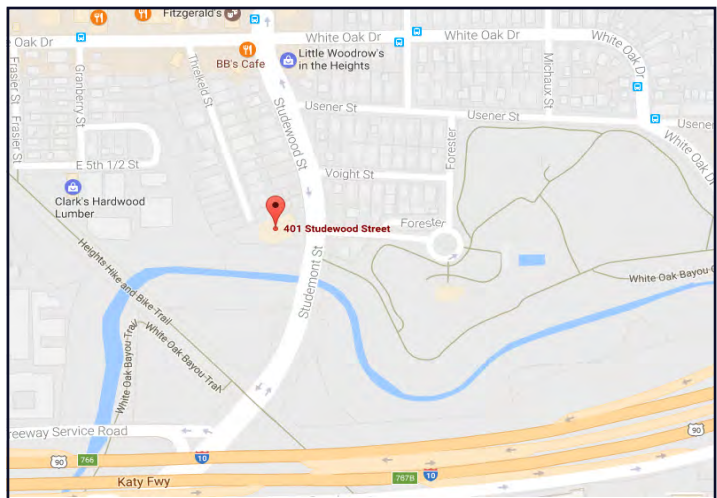 Fitzgerald's
White Oak Dr
White Oak Dr
White Oak Dr
BB's Cafe
Little Woodrow's
in the Heights
Frasier St
Frasier St
Granberry St
Threlkeld St
Studewood St
Michaux St
Usener St
Usener St
Usener
White Oak Dr
E 5th 1/2 St
Voight St
Forester
Clark's Hardwood
Lumber
401 Studewood Street
Forester
Studemont St
Heights Hike and Bike Trail
White Oak Bayou Trail
White Oak Bayou Trail
White Oak Bayou G
reeway Service Road
90
766
10
Katy Fwy
767B
10
90